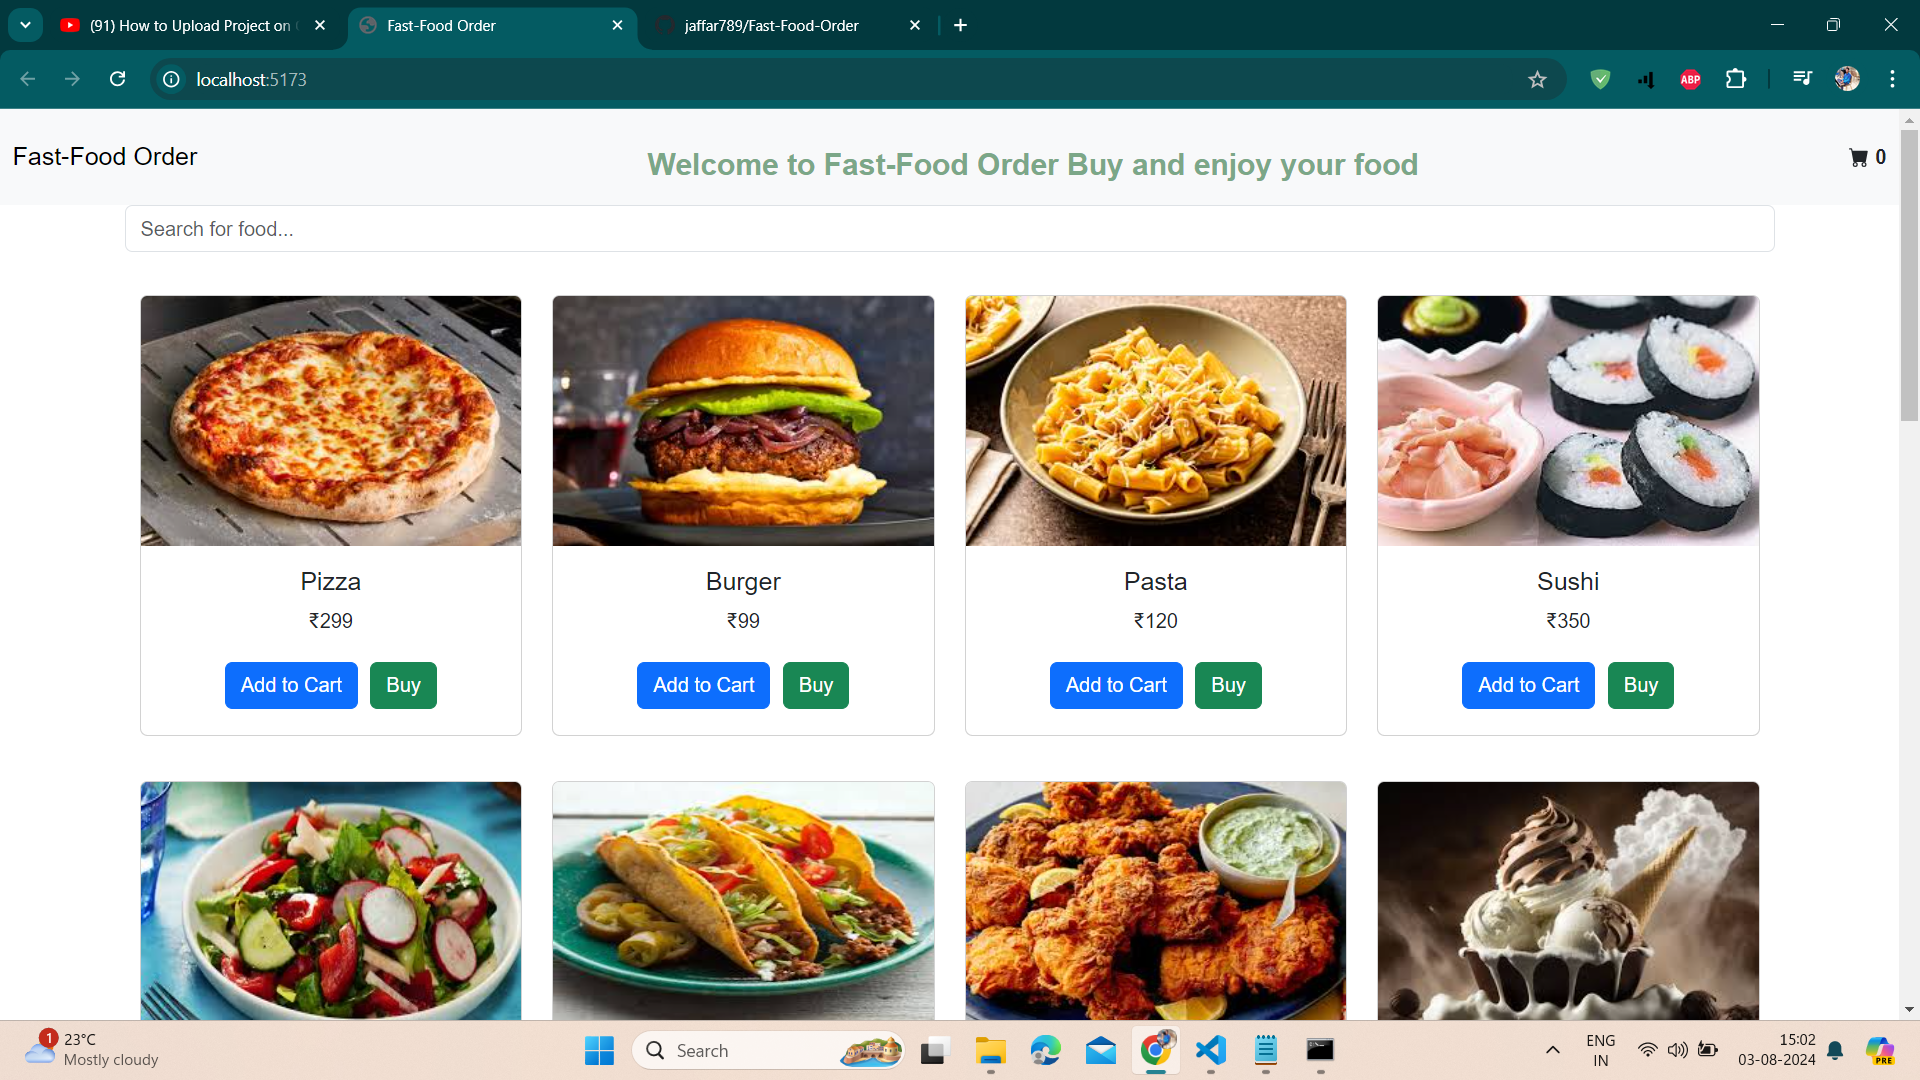 (91) How to Upload Project on
Fast-Food Order
jaffar789/Fast-Food-Order
localhost:5173
ABP
Fast-Food Order
Welcome to Fast-Food Order Buy and enjoy your food
0
Search for food...
Pizza
₹299
Add to Cart
Buy
Burger
₹99
Add to Cart
Buy
Pasta
₹120
Add to Cart
Buy
Sushi
₹350
Add to Cart
Buy
1
23°C
Mostly cloudy
Search
ENG
IN
15:02
03-08-2024
PRE